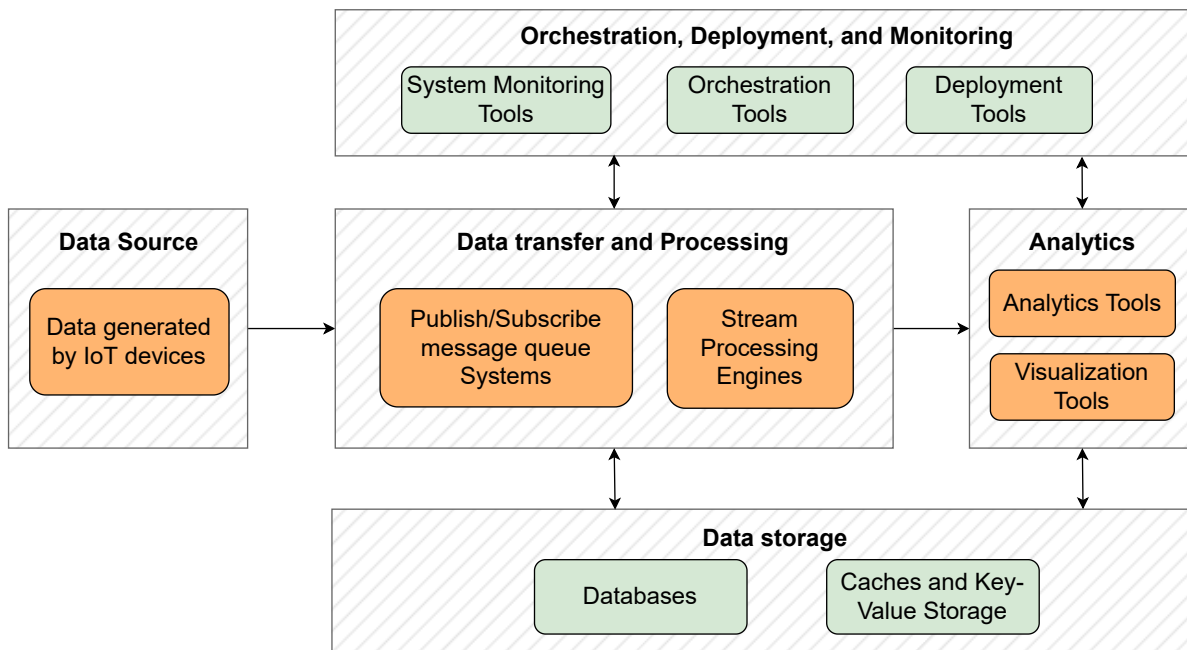 Orchestration, Deployment, and Monitoring
System Monitoring
Tools
Orchestration
Tools
Deployment
Tools
Data Source
Data generated
by IoT devices
Data transfer and Processing
Publish/Subscribe
message queue
Systems
Stream
Processing
Engines
Analytics
Analytics Tools
Visualization
Tools
Data storage
Databases
Caches and Key-
Value Storage